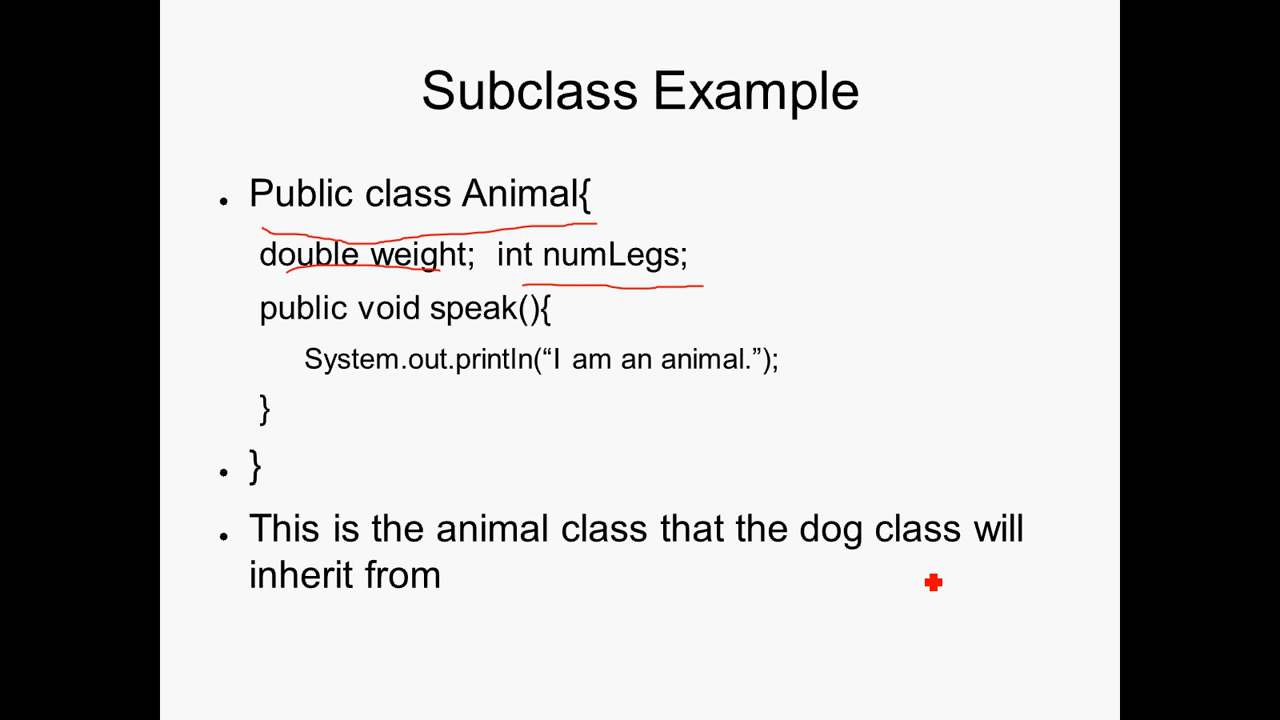 Subclass Example
• Public class Animal{
double weight; int numLegs;
public void speak(){
System.out.println(“I am an animal.”);
}
• }
• This is the animal class that the dog class will
inherit from